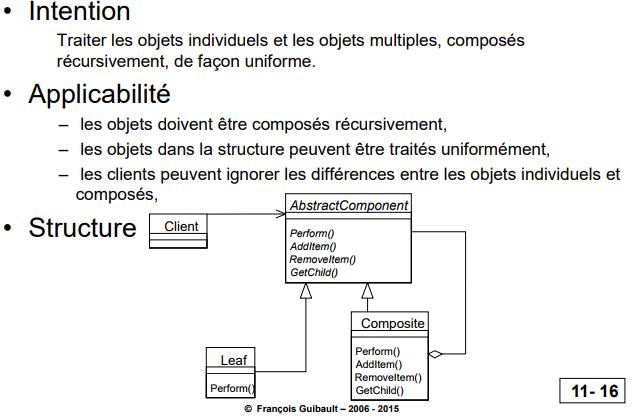 • Intention
Traiter les objets individuels et les objets multiples, composés
récursivement, de façon uniforme.
• Applicabilité
– les objets doivent être composés récursivement,
– les objets dans la structure peuvent être traités uniformément,
– les clients peuvent ignorer les différences entre les objets individuels et
composés,
• Structure
Client
AbstractComponent
Perform()
AddItem()
RemoveItem()
GetChild()
Composite
Perform()
AddItem()
RemoveItem()
GetChild()
Leaf
Perform()
11- 16
© François Guibault – 2006 - 2015